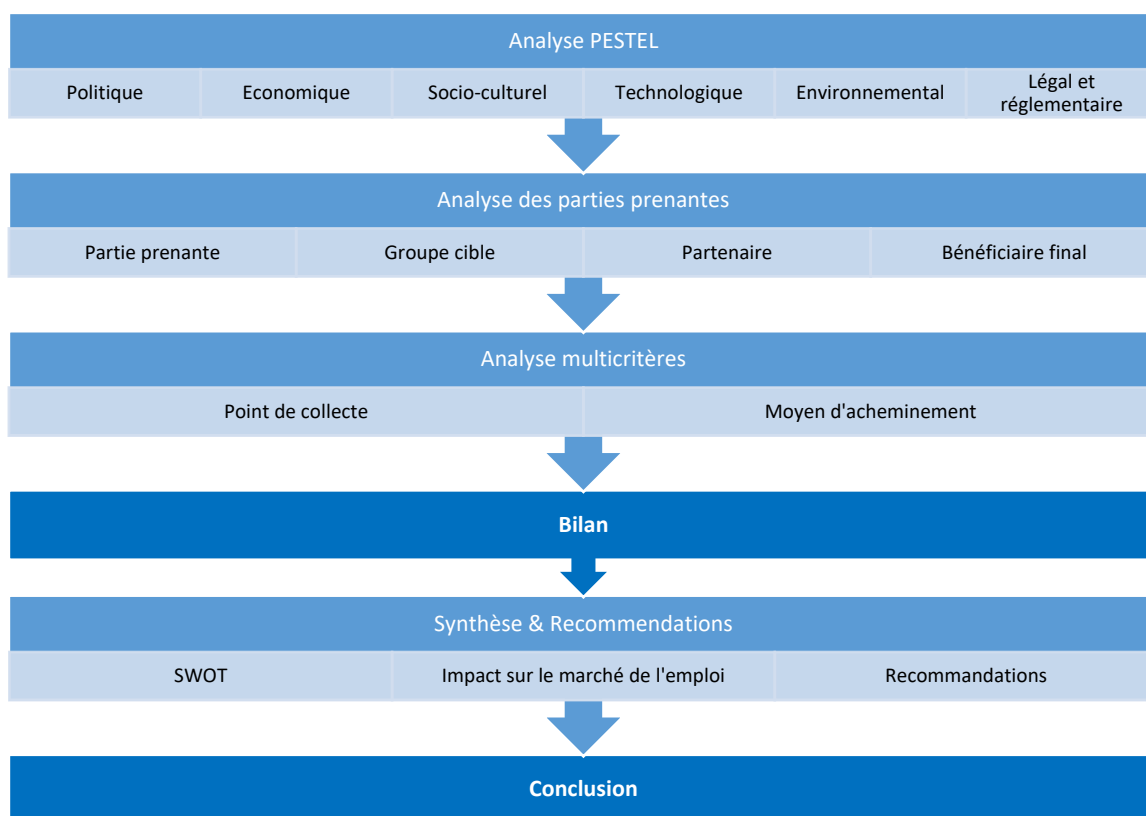 Analyse PESTEL
Politique
Economique
Socio-culturel
Technologique
Environnemental
Légal et
réglementaire
Analyse des parties prenantes
Partie prenante
Groupe cible
Partenaire
Bénéficiaire final
Analyse multicritères
Point de collecte
Moyen d'acheminement
Bilan
Synthèse & Recommendations
SWOT
Impact sur le marché de l'emploi
Recommandations
Conclusion